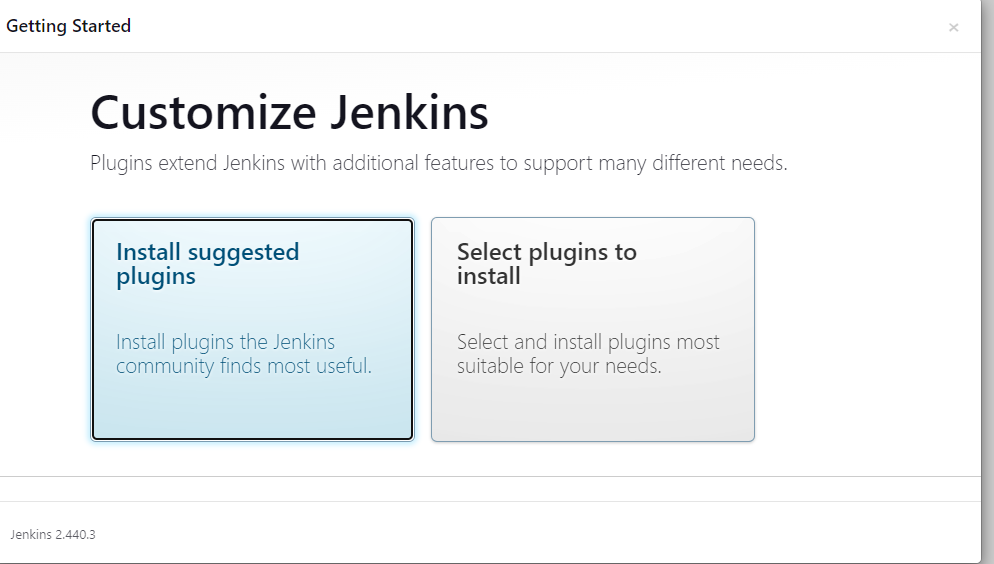 Getting Started
×
Customize Jenkins
Plugins extend Jenkins with additional features to support many different needs.
Install suggested
plugins
Install plugins the Jenkins
community finds most useful.
Select plugins to
install
Select and install plugins most
suitable for your needs.
Jenkins 2.440.3